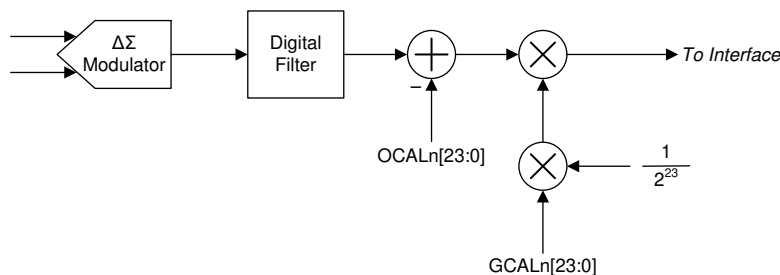 ΔΣ
Modulator
Digital
Filter
To Interface
−
OCALn[23:0]
1
2²³
GCALn[23:0]